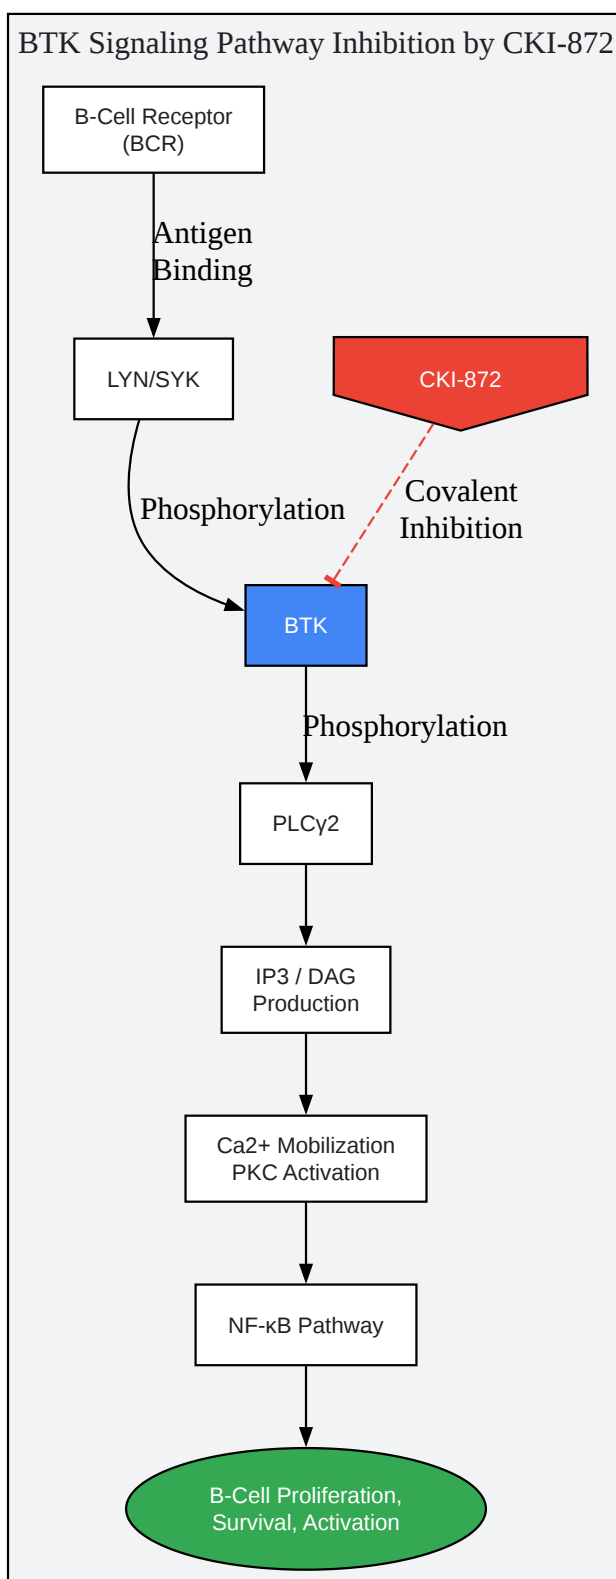 BTK Signaling Pathway Inhibition by CKI-872
B-Cell Receptor
(BCR)
Antigen
Binding
LYN/SYK
CKI-872
Phosphorylation
Covalent
Inhibition
BTK
Phosphorylation
PLCγ2
IP3 / DAG
Production
Ca2+ Mobilization
PKC Activation
NF-κB Pathway
B-Cell Proliferation,
Survival, Activation